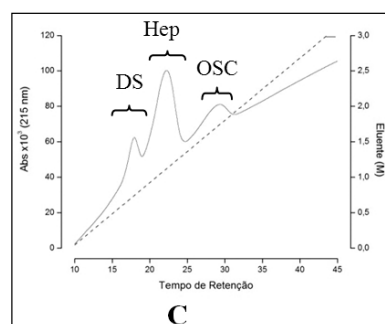 Hep
DS
OSC
Abs x10³ (215 nm)
120
100
80
60
40
20
0
3,0
2,5
2,0
1,5
1,0
0,5
0,0
Eluente (M)
10 15 20 25 30 35 40 45
Tempo de Retenção
C